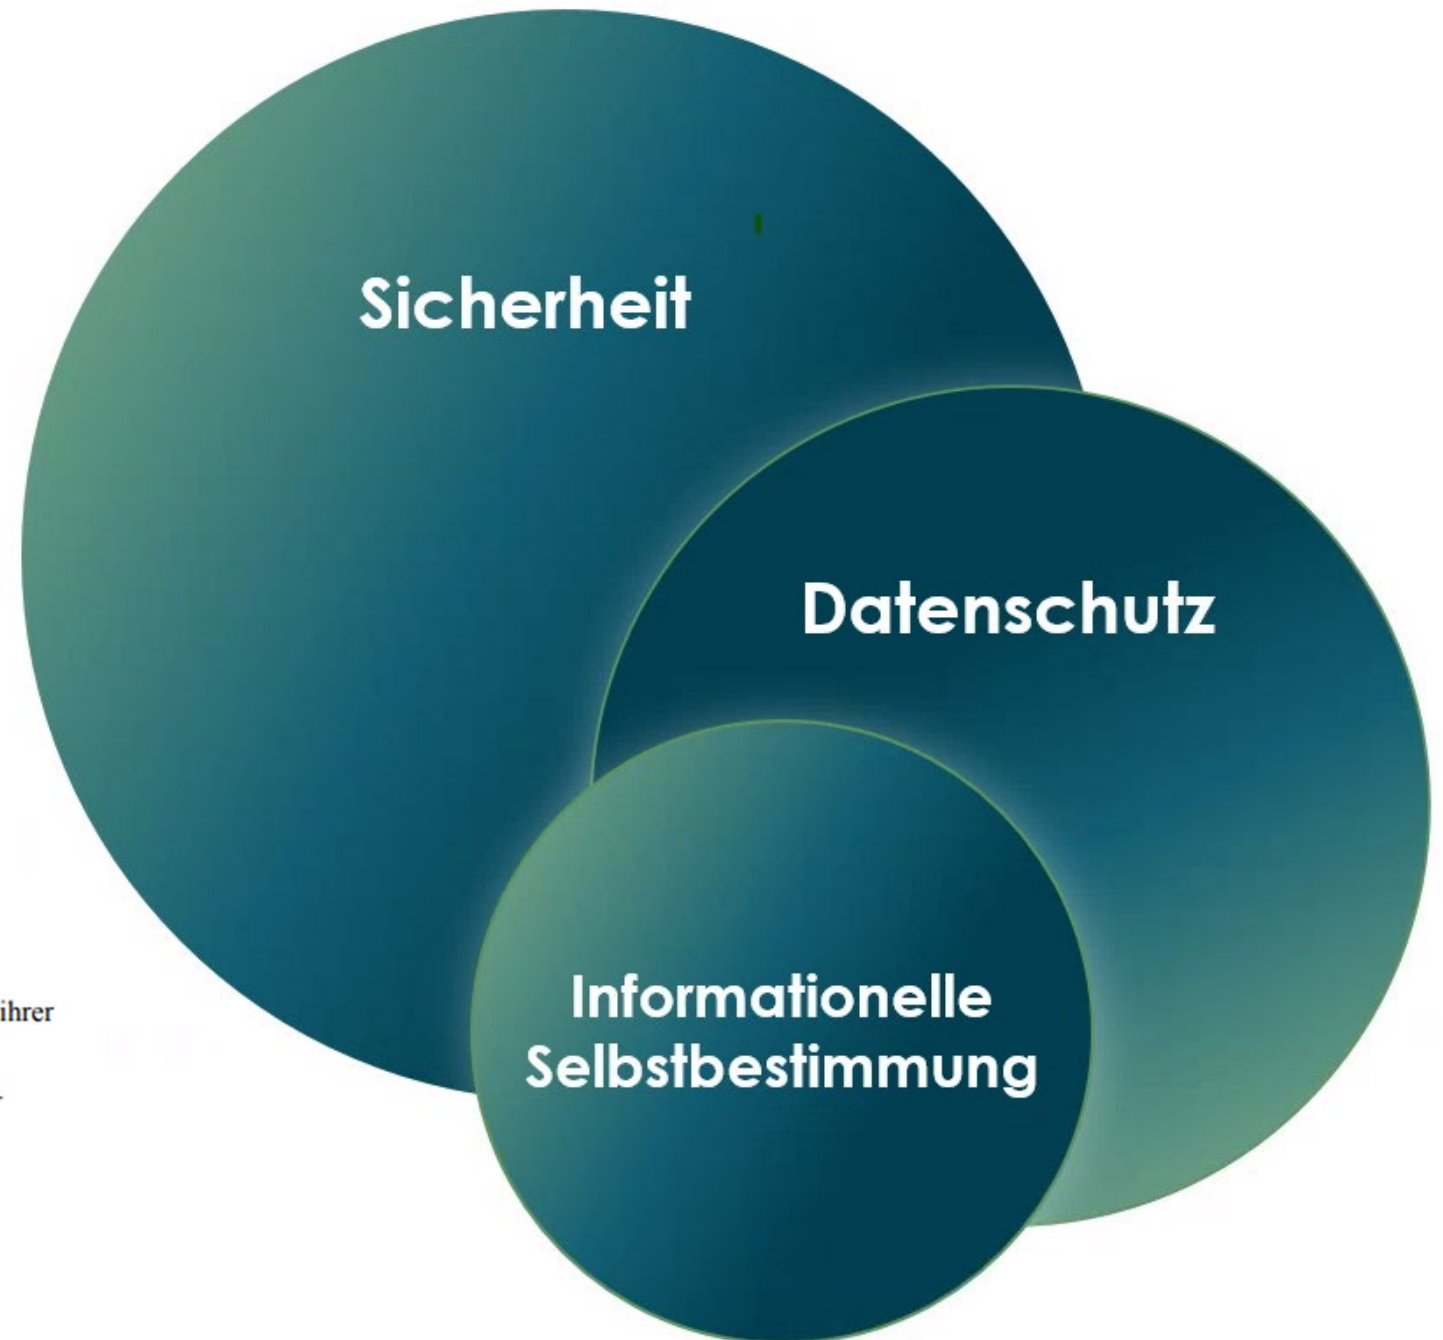 Sicherheit
Datenschutz
ihrer
Informationelle
Selbstbestimmung